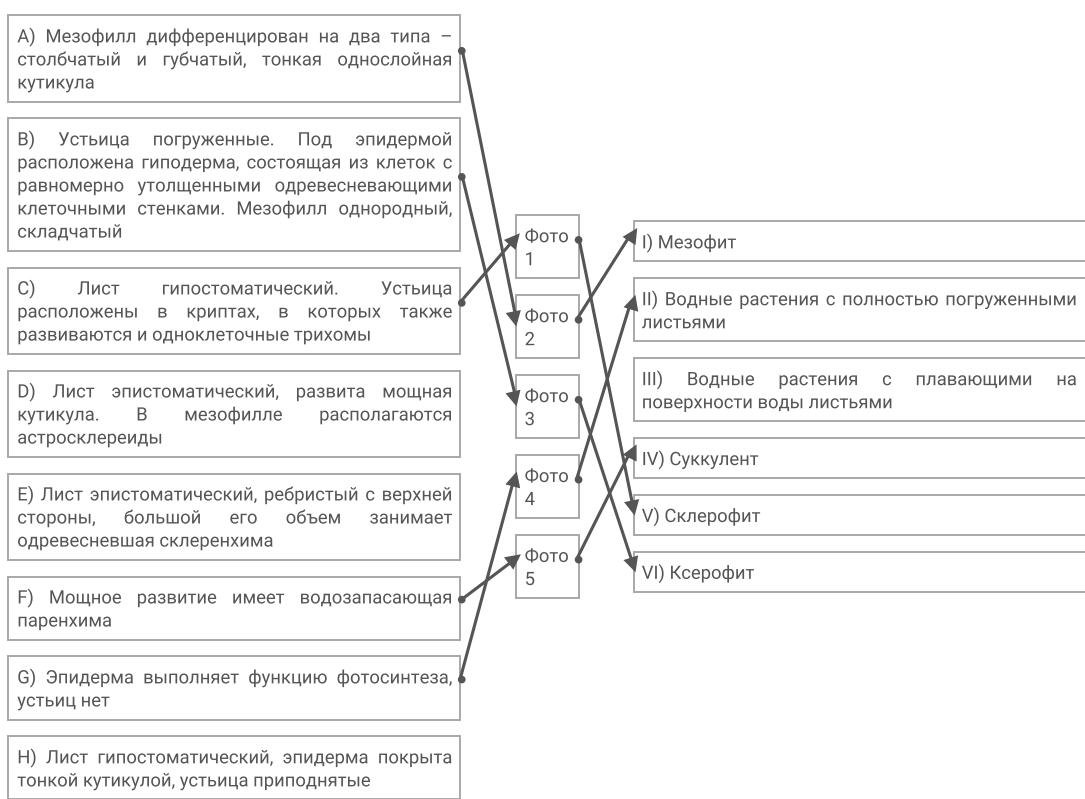 A) Мезофилл дифференцирован на два типа –
столбчатый и губчатый, тонкая однослойная
кутикула
B) Устьица погруженные. Под эпидермой
расположена гиподерма, состоящая из клеток с
равномерно утолщенными одревесневающими
клеточными стенками. Мезофилл однородный,
складчатый
C) Лист гипостоматический. Устьица
расположены в криптах, в которых также
развиваются и одноклеточные трихомы
D) Лист эпистоматический, развита мощная
кутикула. В мезофилле располагаются
астросклереиды
E) Лист эпистоматический, ребристый с верхней
стороны, большой его объем занимает
одревесневшая склеренхима
F) Мощное развитие имеет водозапасающая
паренхима
G) Эпидерма выполняет функцию фотосинтеза,
устьиц нет
H) Лист гипостоматический, эпидерма покрыта
тонкой кутикулой, устьица приподнятые
Фото
1
Фото
2
Фото
3
Фото
4
Фото
5
I) Мезофит
II) Водные растения с полностью погруженными
листьями
III) Водные растения с плавающими на
поверхности воды листьями
IV) Суккулент
V) Склерофит
VI) Ксерофит